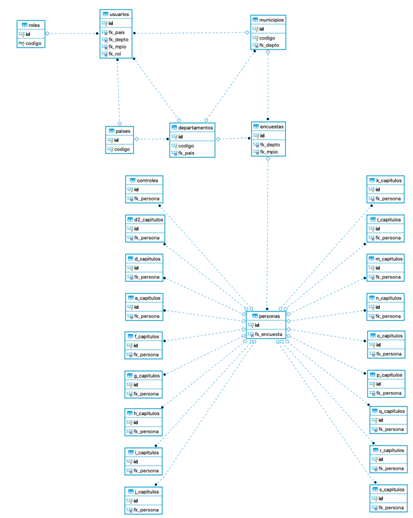 usuarios
id
fk_pais
fk_depto
fk_mpio
fk_rol
municipios
id
codigo
fk_depto
roles
id
codigo
paises
id
codigo
departamentos
id
codigo
fk_pais
encuestas
id
fk_depto
fk_mpio
controles
id
fk_persona
k_capitulos
id
fk_persona
d2_capitulos
id
fk_persona
l_capitulos
id
fk_persona
d_capitulos
id
fk_persona
m_capitulos
id
fk_persona
e_capitulos
id
fk_persona
n_capitulos
id
fk_persona
personas
id
fk_encuesta
f_capitulos
id
fk_persona
o_capitulos
id
fk_persona
g_capitulos
id
fk_persona
p_capitulos
id
fk_persona
h_capitulos
id
fk_persona
q_capitulos
id
fk_persona
i_capitulos
id
fk_persona
r_capitulos
id
fk_persona
j_capitulos
id
fk_persona
s_capitulos
id
fk_persona